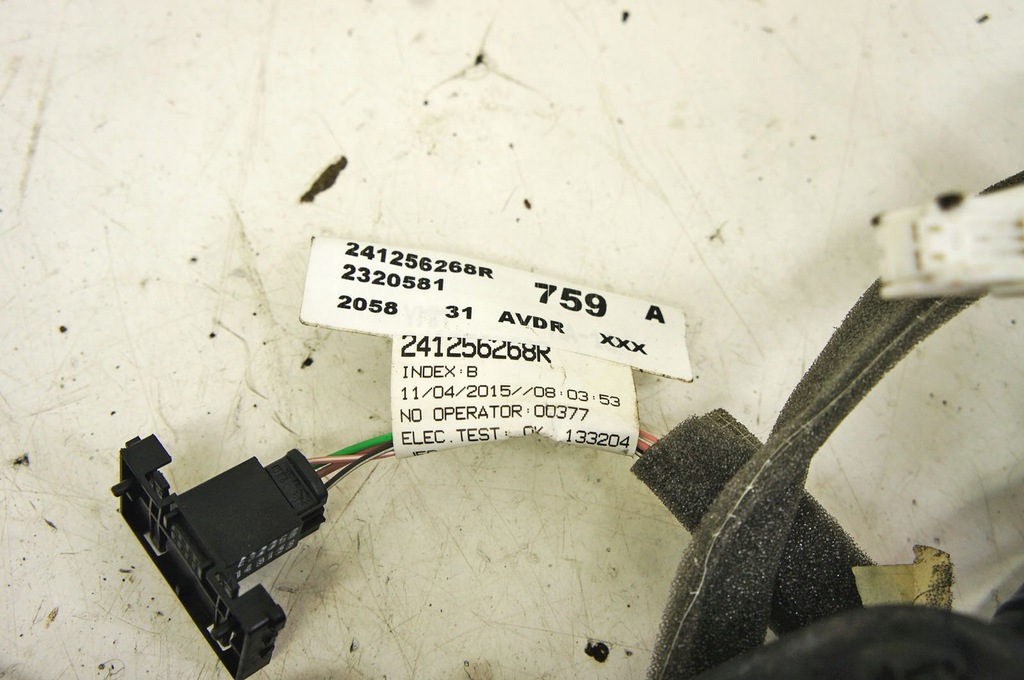 241256268R
2320581 759 A
2058 31 AVDR XXX
241256268R
INDEX:B
11/04/2015//08:03:53
NO OPERATOR:00377
ELEC.TEST: OK 133204